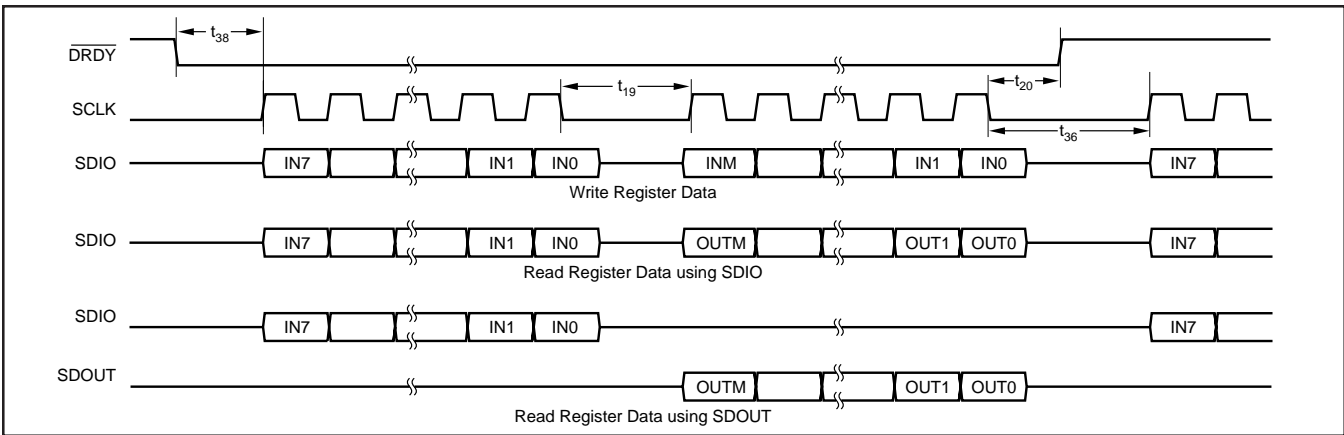 t38
DRDY
t19
t20
SCLK
t36
SDIO IN7 IN1 IN0 INM IN1 IN0 IN7
Write Register Data
SDIO IN7 IN1 IN0 OUTM OUT1 OUT0 IN7
Read Register Data using SDIO
SDIO IN7 IN1 IN0 IN7
SDOUT OUTM OUT1 OUT0
Read Register Data using SDOUT